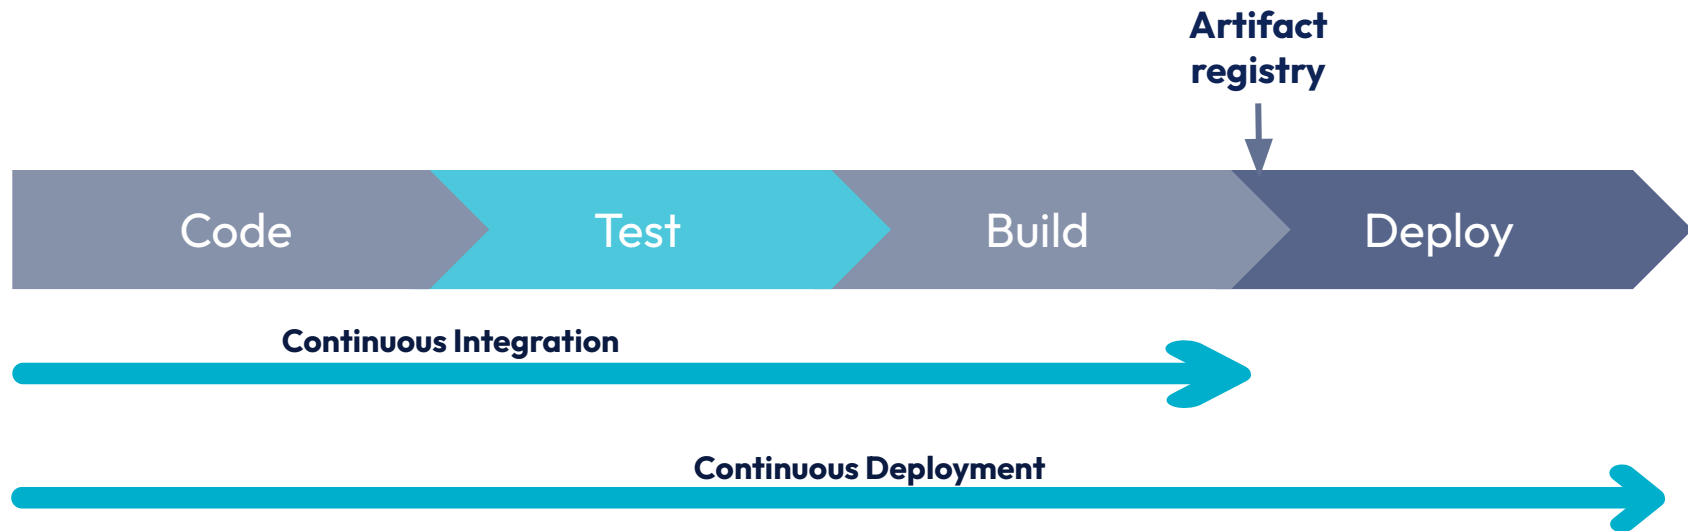 Artifact
registry
Code
Test
Build
Deploy
Continuous Integration
Continuous Deployment